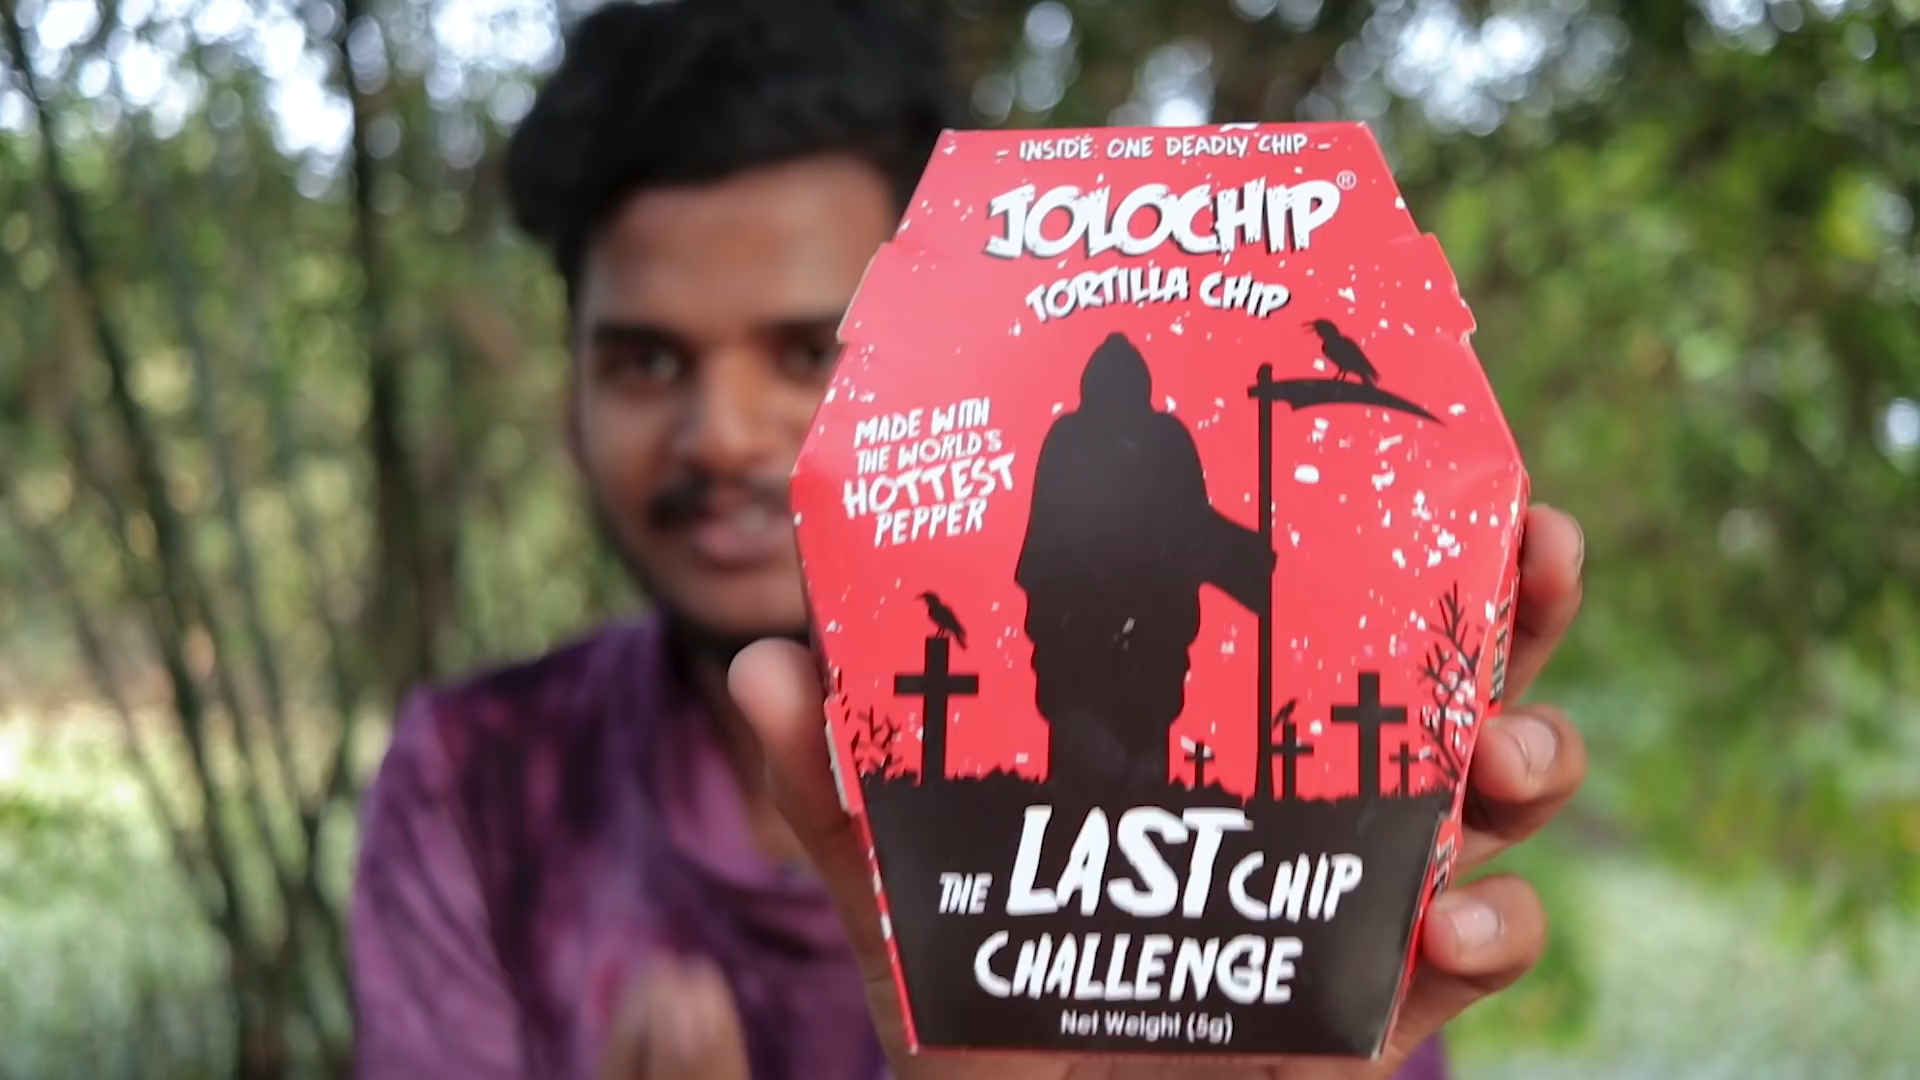 - INSIDE: ONE DEADLY CHIP -
JOLOCHIP®
TORTILLA CHIP
MADE WITH
THE WORLD'S
HOTTEST
PEPPER
THE LAST CHIP
CHALLENGE
Net Weight (5g)